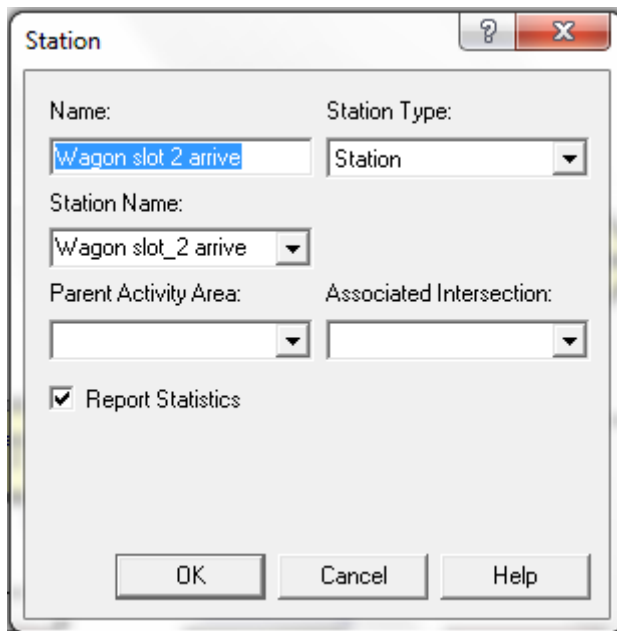 Station
Name: Station Type:
Wagon slot 2 arrive Station
Station Name:
Wagon slot_2 arrive
Parent Activity Area: Associated Intersection:
Report Statistics
OK Cancel Help